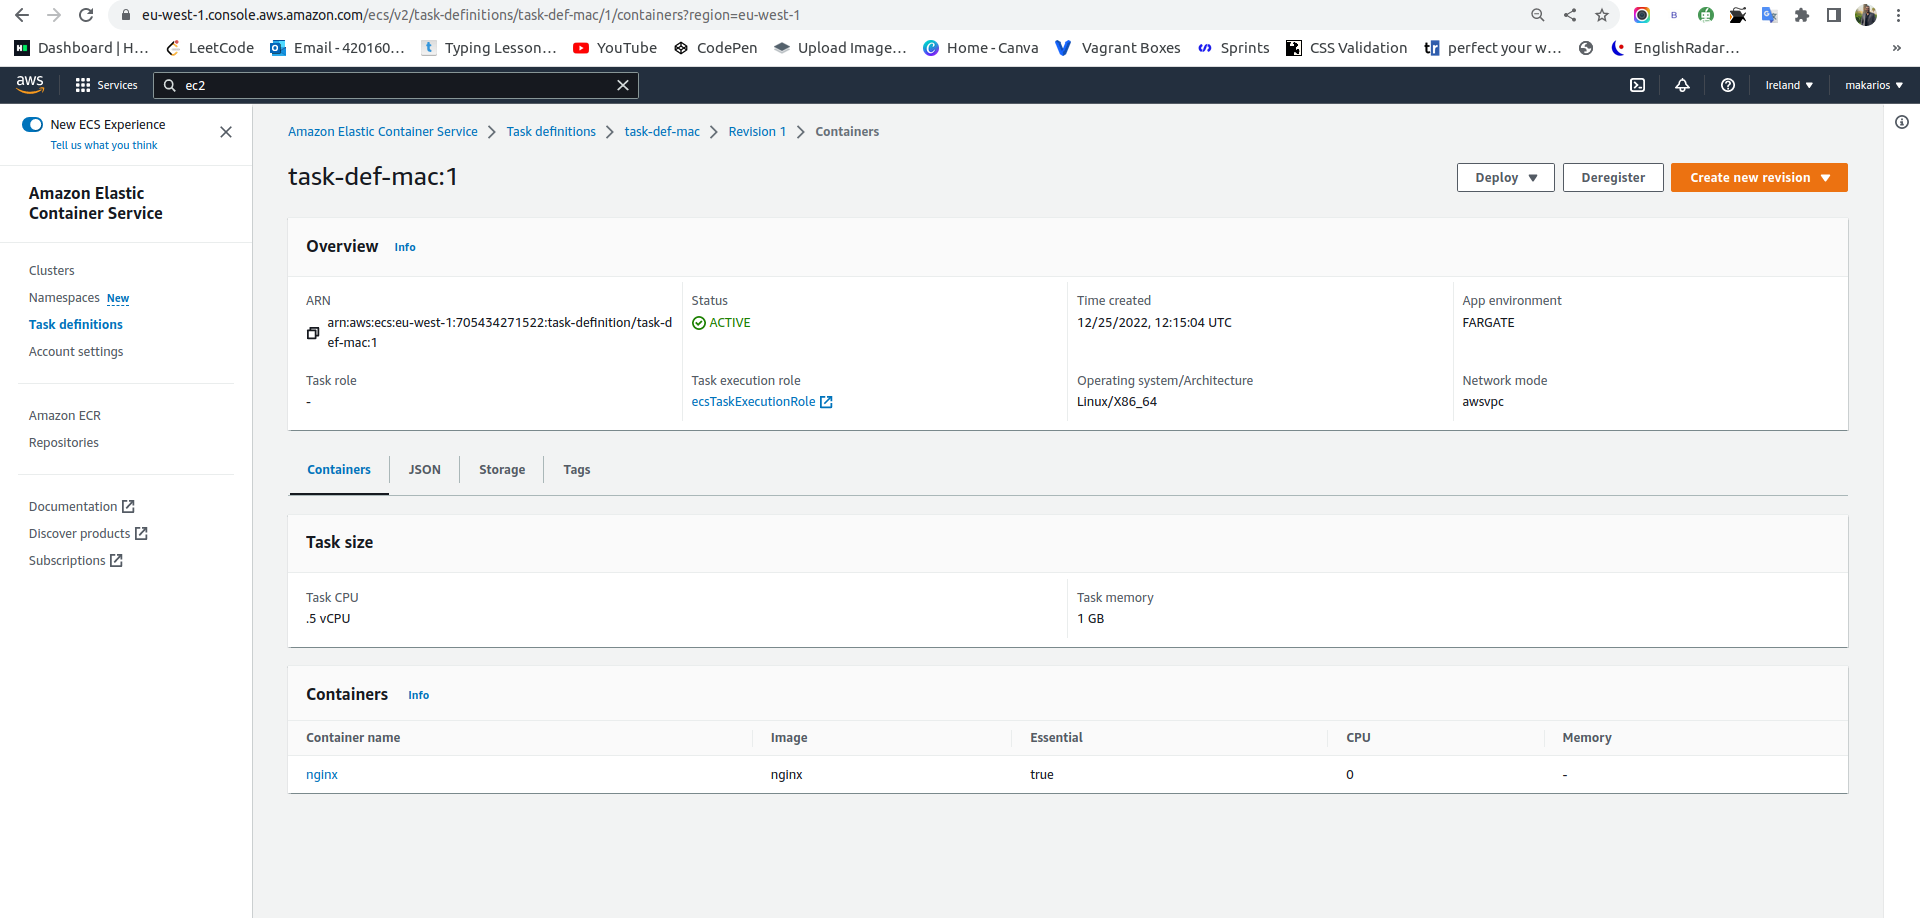 eu-west-1.console.aws.amazon.com/ecs/v2/task-definitions/task-def-mac/1/containers?region=eu-west-1
Dashboard | H... LeetCode Email - 420160... Typing Lesson... YouTube CodePen Upload Image... Home - Canva Vagrant Boxes Sprints CSS Validation perfect your w... EnglishRadar... »
aws Services ec2 Ireland makarios
New ECS Experience
Tell us what you think
Amazon Elastic
Container Service
Clusters
Namespaces New
Task definitions
Account settings
Amazon ECR
Repositories
Documentation
Discover products
Subscriptions
Amazon Elastic Container Service Task definitions task-def-mac Revision 1 Containers
task-def-mac:1
Deploy Deregister Create new revision
Overview Info
ARN
arn:aws:ecs:eu-west-1:705434271522:task-definition/task-d
ef-mac:1
Status
ACTIVE
Time created
12/25/2022, 12:15:04 UTC
App environment
FARGATE
Task role
-
Task execution role
ecsTaskExecutionRole
Operating system/Architecture
Linux/X86_64
Network mode
awsvpc
Containers JSON Storage Tags
Task size
Task CPU
.5 vCPU
Task memory
1 GB
Containers Info
Container name Image Essential CPU Memory
nginx nginx true 0 -